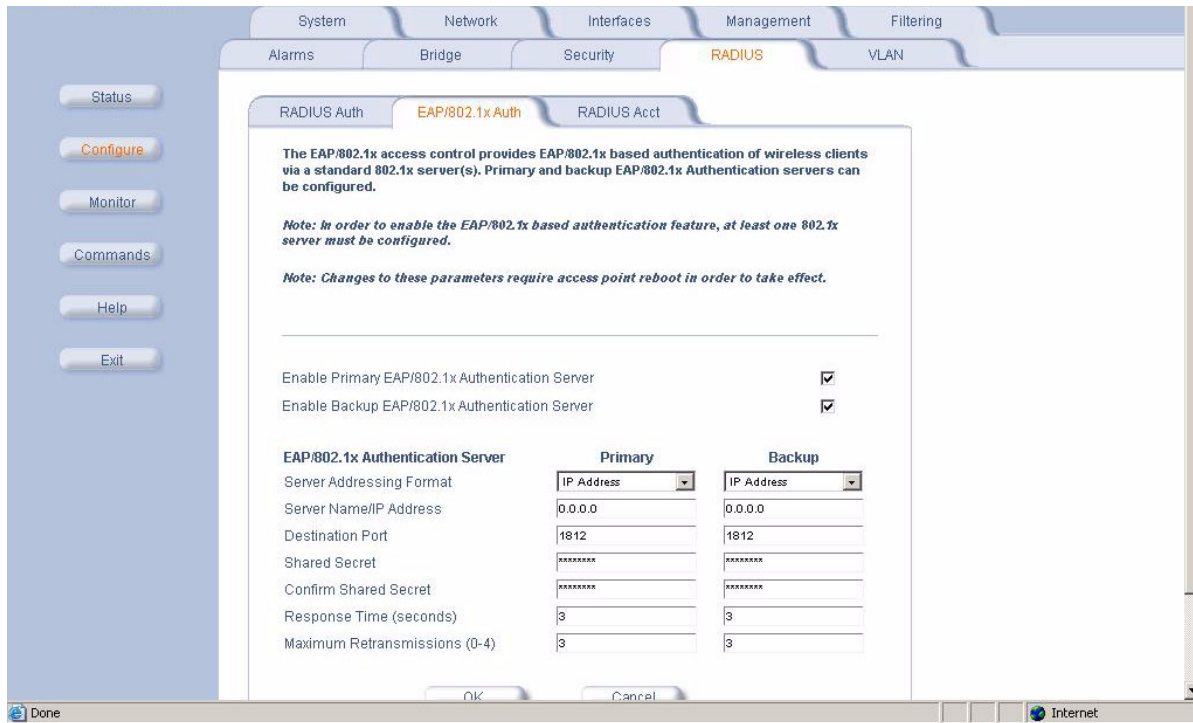 System Network Interfaces Management Filtering
Alarms Bridge Security RADIUS VLAN
Status
Configure
Monitor
Commands
Help
Exit
RADIUS Auth EAP/802.1x Auth RADIUS Acct
The EAP/802.1x access control provides EAP/802.1x based authentication of wireless clients
via a standard 802.1x server(s). Primary and backup EAP/802.1x Authentication servers can
be configured.
Note: In order to enable the EAP/802.1x based authentication feature, at least one 802.1x
server must be configured.
Note: Changes to these parameters require access point reboot in order to take effect.
Enable Primary EAP/802.1x Authentication Server
Enable Backup EAP/802.1x Authentication Server
EAP/802.1x Authentication Server Primary Backup
Server Addressing Format IP Address IP Address
Server Name/IP Address 0.0.0.0 0.0.0.0
Destination Port 1812 1812
Shared Secret ******** ********
Confirm Shared Secret ******** ********
Response Time (seconds) 3 3
Maximum Retransmissions (0-4) 3 3
OK Cancel
Done Internet